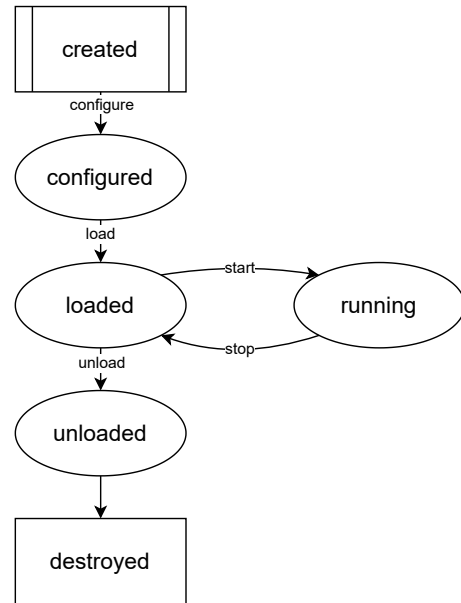 created
configure
configured
load
loaded
start
running
stop
unload
unloaded
destroyed